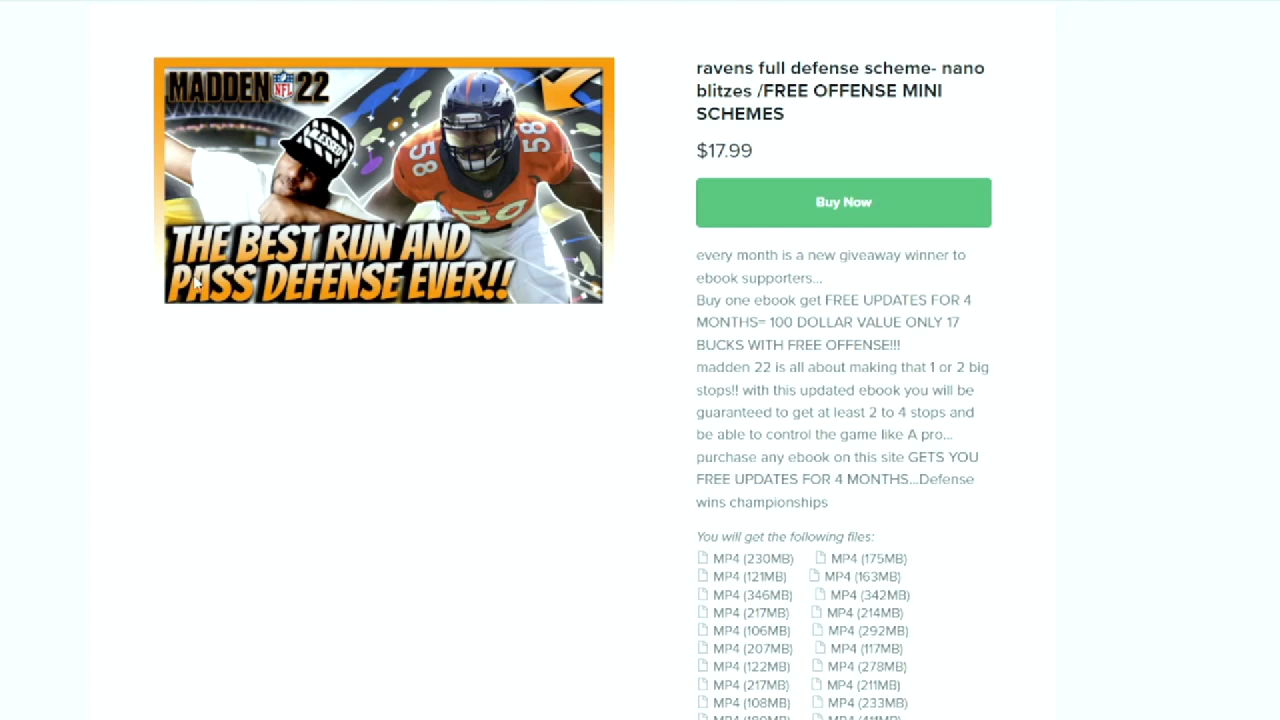 MADDEN NFL 22
BLESSED
58
58
58
THE BEST RUN AND
PASS DEFENSE EVER!!
ravens full defense scheme- nano
blitzes /FREE OFFENSE MINI
SCHEMES
$17.99
Buy Now
every month is a new giveaway winner to
ebook supporters...
Buy one ebook get FREE UPDATES FOR 4
MONTHS= 100 DOLLAR VALUE ONLY 17
BUCKS WITH FREE OFFENSE!!!
madden 22 is all about making that 1 or 2 big
stops!! with this updated ebook you will be
guaranteed to get at least 2 to 4 stops and
be able to control the game like A pro...
purchase any ebook on this site GETS YOU
FREE UPDATES FOR 4 MONTHS...Defense
wins championships
You will get the following files:
MP4 (230MB) MP4 (175MB)
MP4 (121MB) MP4 (163MB)
MP4 (346MB) MP4 (342MB)
MP4 (217MB) MP4 (214MB)
MP4 (106MB) MP4 (292MB)
MP4 (207MB) MP4 (117MB)
MP4 (122MB) MP4 (278MB)
MP4 (217MB) MP4 (211MB)
MP4 (108MB) MP4 (233MB)